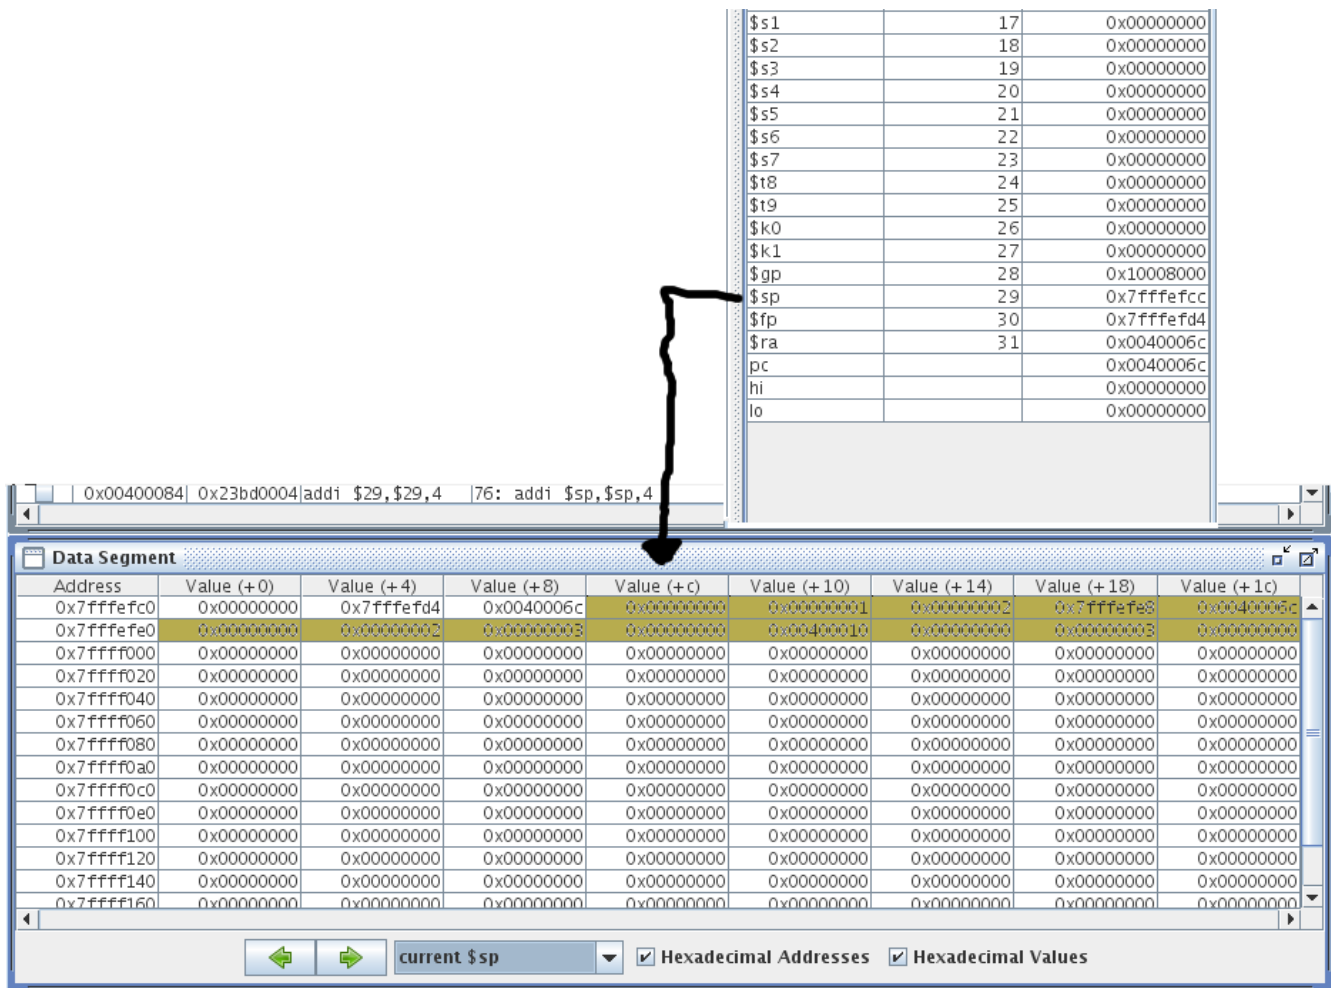 $s1 17 0x00000000
$s2 18 0x00000000
$s3 19 0x00000000
$s4 20 0x00000000
$s5 21 0x00000000
$s6 22 0x00000000
$s7 23 0x00000000
$t8 24 0x00000000
$t9 25 0x00000000
$k0 26 0x00000000
$k1 27 0x00000000
$gp 28 0x10008000
$sp 29 0x7fffefcc
$fp 30 0x7fffefd4
$ra 31 0x0040006c
pc 0x0040006c
hi 0x00000000
lo 0x00000000
0x00400084 0x23bd0004 addi $29,$29,4 76: addi $sp,$sp,4
Data Segment
Address Value (+0) Value (+4) Value (+8) Value (+c) Value (+10) Value (+14) Value (+18) Value (+1c)
0x7fffefc0 0x00000000 0x7fffefd4 0x0040006c 0x00000000 0x00000001 0x00000002 0x7fffefe8 0x0040006c
0x7fffefe0 0x00000000 0x00000002 0x00000003 0x00000000 0x00400010 0x00000000 0x00000003 0x00000000
0x7ffff000 0x00000000 0x00000000 0x00000000 0x00000000 0x00000000 0x00000000 0x00000000 0x00000000
0x7ffff020 0x00000000 0x00000000 0x00000000 0x00000000 0x00000000 0x00000000 0x00000000 0x00000000
0x7ffff040 0x00000000 0x00000000 0x00000000 0x00000000 0x00000000 0x00000000 0x00000000 0x00000000
0x7ffff060 0x00000000 0x00000000 0x00000000 0x00000000 0x00000000 0x00000000 0x00000000 0x00000000
0x7ffff080 0x00000000 0x00000000 0x00000000 0x00000000 0x00000000 0x00000000 0x00000000 0x00000000
0x7ffff0a0 0x00000000 0x00000000 0x00000000 0x00000000 0x00000000 0x00000000 0x00000000 0x00000000
0x7ffff0c0 0x00000000 0x00000000 0x00000000 0x00000000 0x00000000 0x00000000 0x00000000 0x00000000
0x7ffff0e0 0x00000000 0x00000000 0x00000000 0x00000000 0x00000000 0x00000000 0x00000000 0x00000000
0x7ffff100 0x00000000 0x00000000 0x00000000 0x00000000 0x00000000 0x00000000 0x00000000 0x00000000
0x7ffff120 0x00000000 0x00000000 0x00000000 0x00000000 0x00000000 0x00000000 0x00000000 0x00000000
0x7ffff140 0x00000000 0x00000000 0x00000000 0x00000000 0x00000000 0x00000000 0x00000000 0x00000000
0x7ffff160 0x00000000 0x00000000 0x00000000 0x00000000 0x00000000 0x00000000 0x00000000 0x00000000
current $sp Hexadecimal Addresses Hexadecimal Values